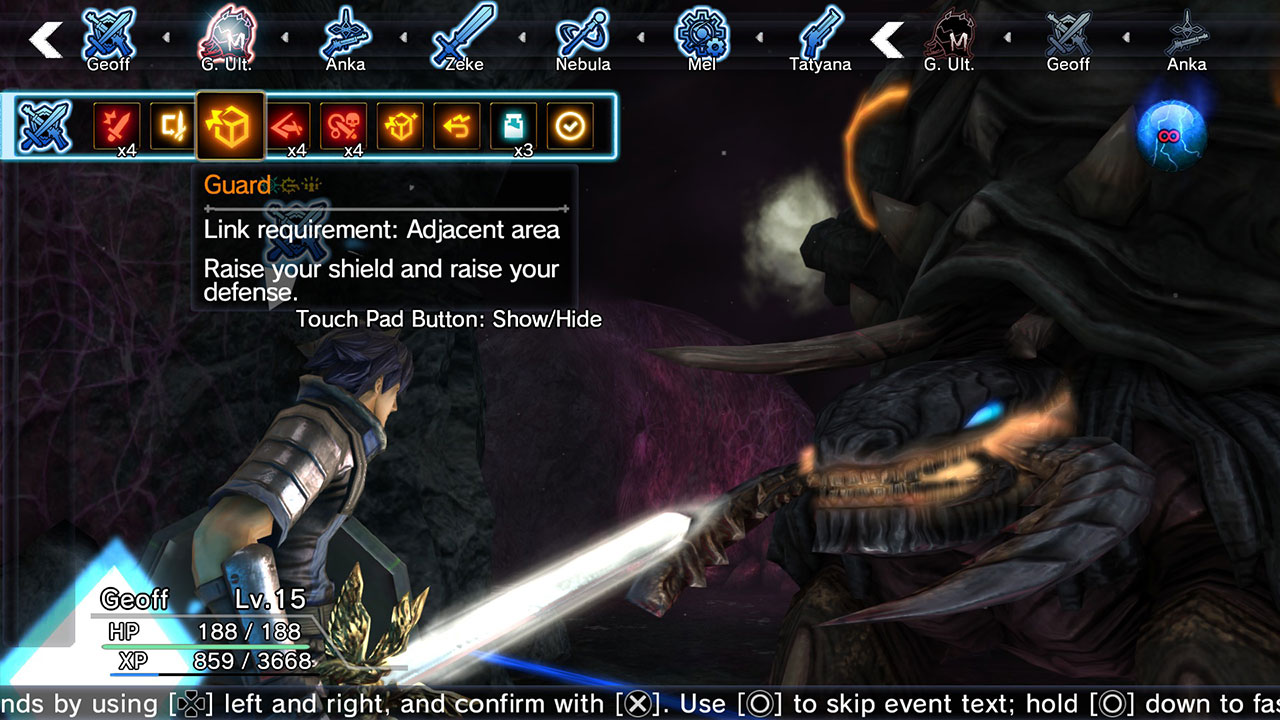 Geoff G. Ult. Anka Zeke Nebula Mel Tatyana G. Ult. Geoff Anka
x4 x4 x4 x3
Guard
Link requirement: Adjacent area
Raise your shield and raise your
defense.
Touch Pad Button: Show/Hide
Geoff Lv.15
HP 188 / 188
XP 859 / 3668
nds by using [✜] left and right, and confirm with [⊗]. Use [◎] to skip event text; hold [◎] down to fas